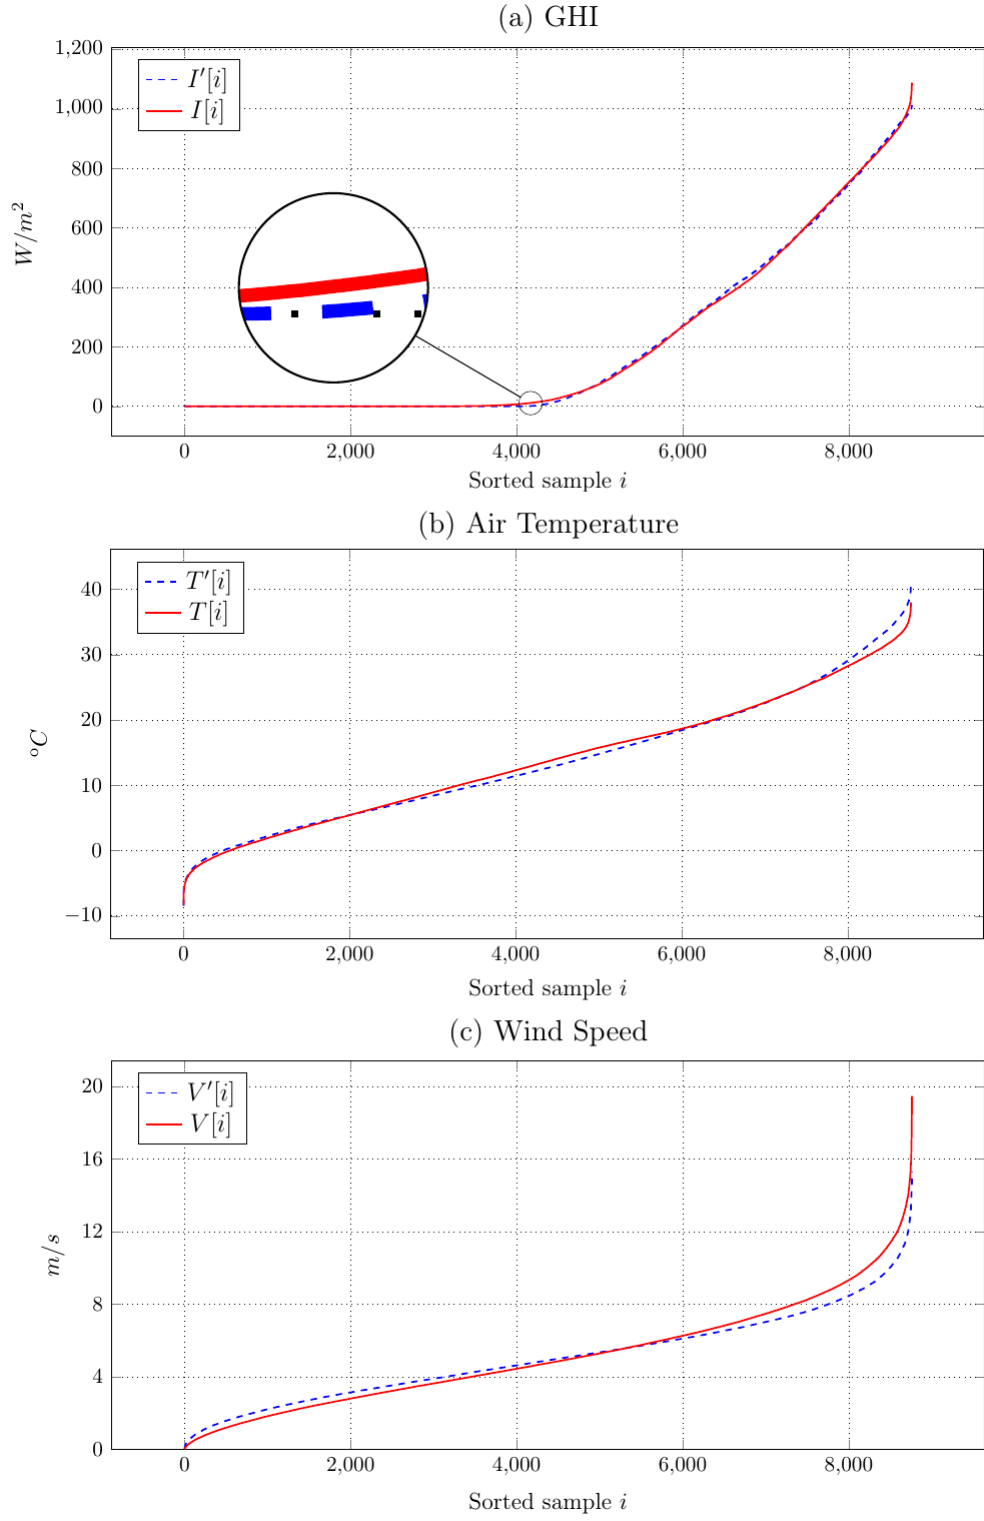 (a) GHI
1,200
1,000
800
600
400
200
0
W/m²
I′[i]
I[i]
0 2,000 4,000 6,000 8,000
Sorted sample i
(b) Air Temperature
40
30
20
10
0
−10
°C
T′[i]
T[i]
0 2,000 4,000 6,000 8,000
Sorted sample i
(c) Wind Speed
20
16
12
8
4
0
m/s
V′[i]
V[i]
0 2,000 4,000 6,000 8,000
Sorted sample i